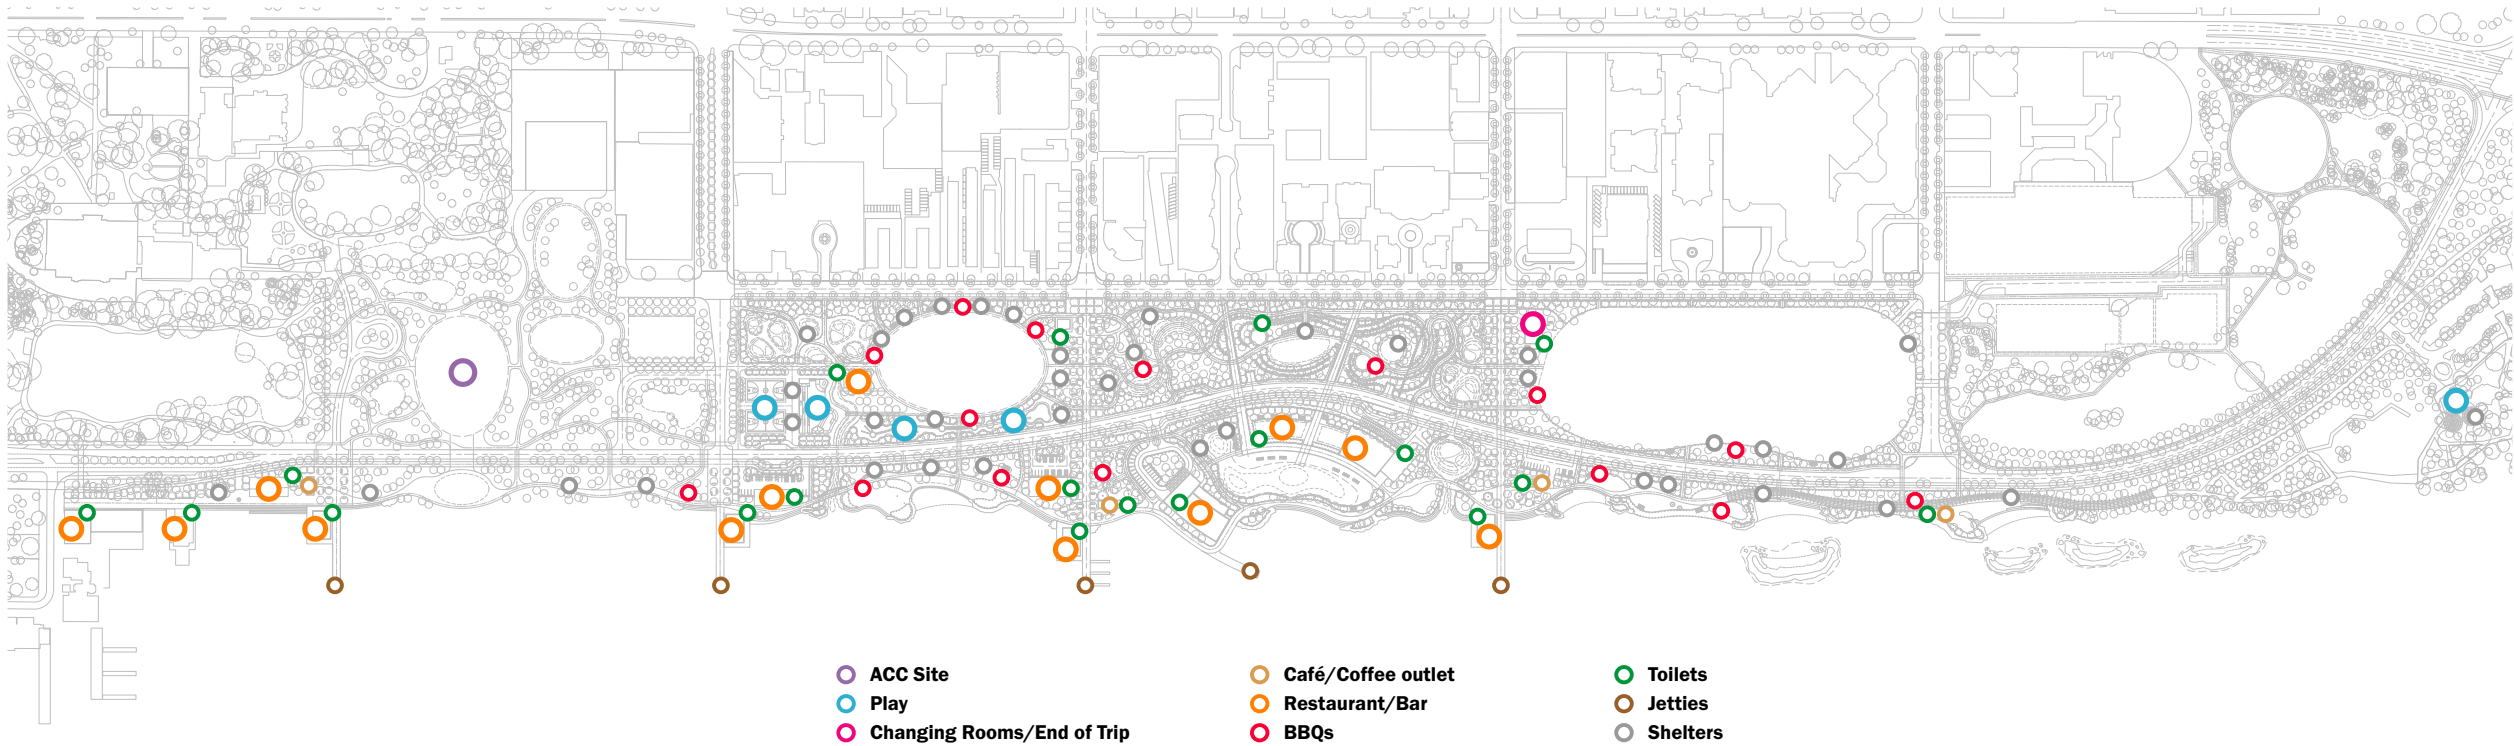 ACC Site
Play
Changing Rooms/End of Trip
Café/Coffee outlet
Restaurant/Bar
BBQs
Toilets
Jetties
Shelters